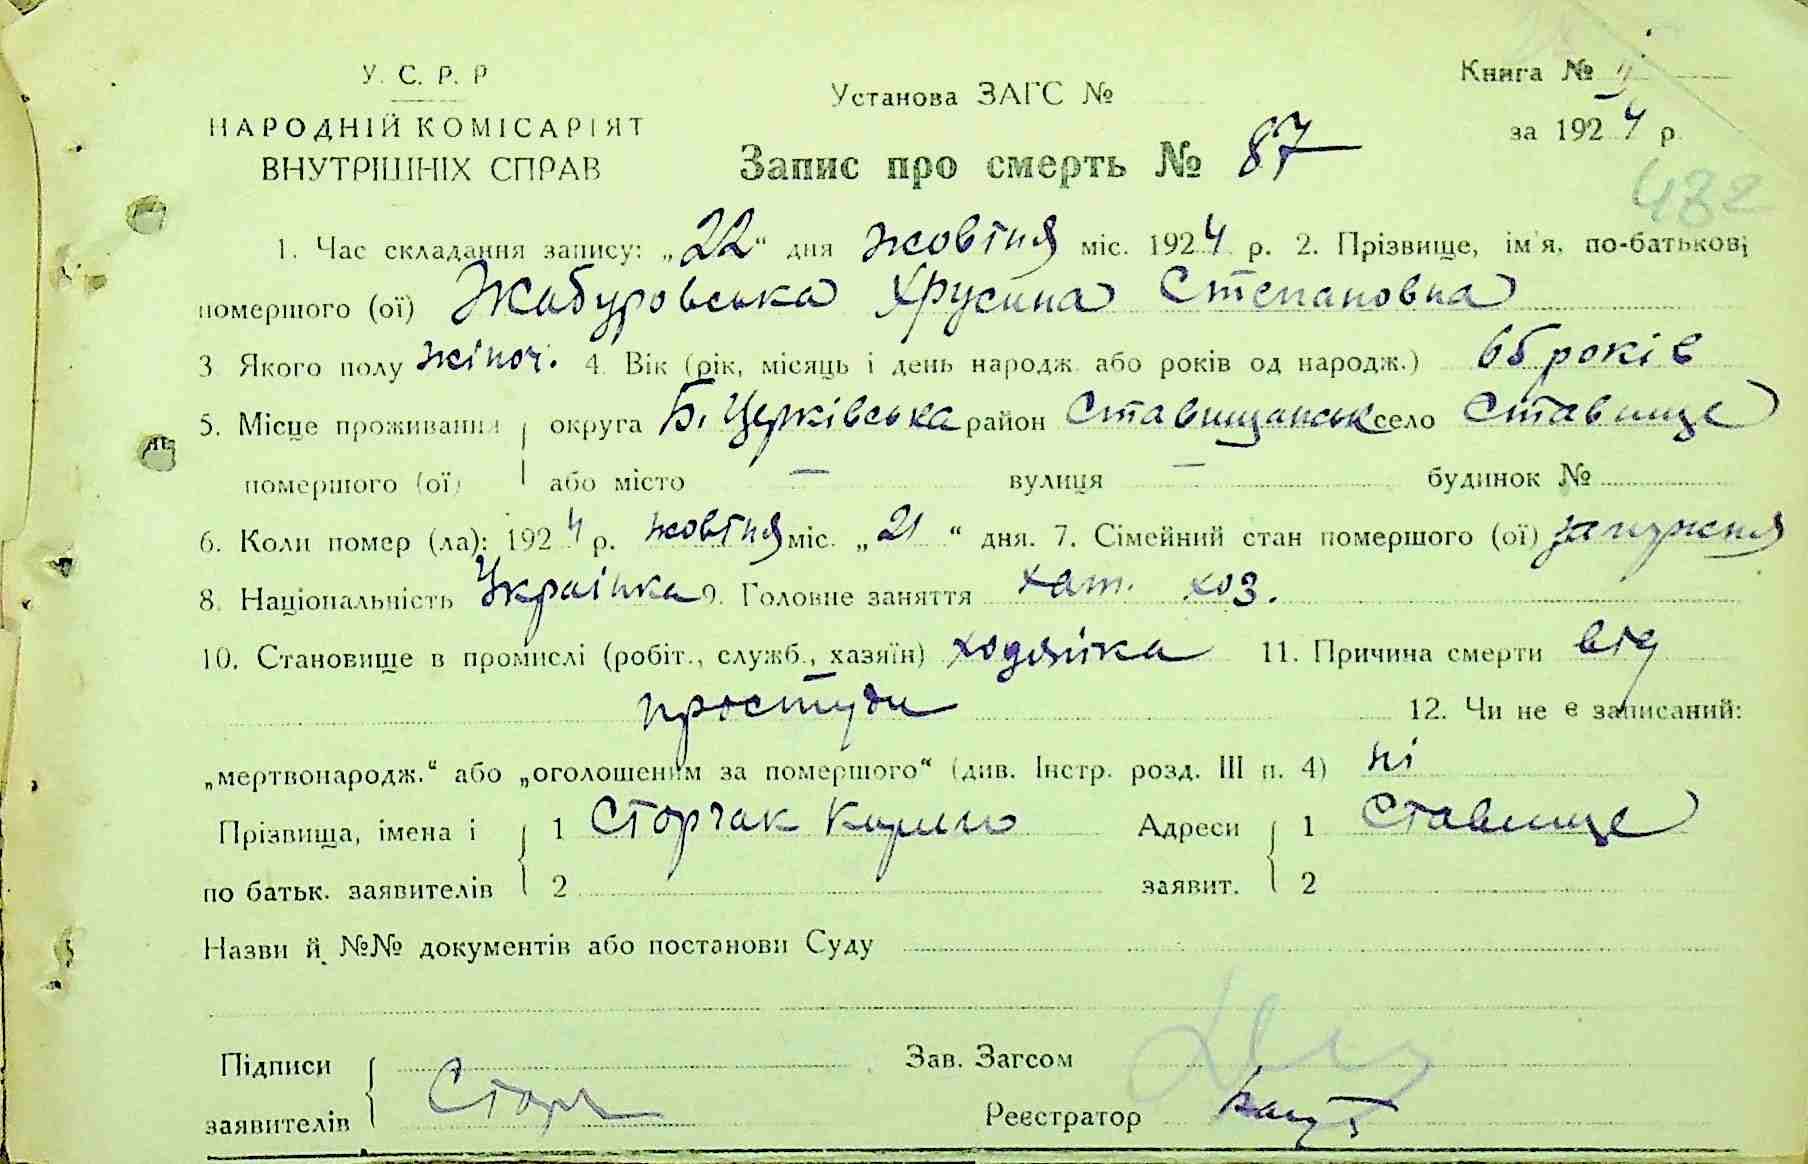 У. С. Р. Р
НАРОДНІЙ КОМІСАРІЯТ
ВНУТРІШНІХ СПРАВ
Установа ЗАГС №
Запис про смерть № 87
Книга №
за 1924 р.
482
1. Час складання запису: „22“ дня жовтня міс. 1924 р. 2. Прізвище, ім'я, по-батькові
помершого (ої) Жабуровська Хрусина Степановна
3 Якого полу жіноч. 4. Вік (рік, місяць і день народж. або років од народж.) 65 років
5. Місце проживання округа Б. Церківська район Ставищанськ село Ставище
помершого (ої) або місто — вулиця — будинок №
6. Коли помер (ла): 1924 р. жовтня міс. „21“ дня. 7. Сімейний стан помершого (ої) замужня
8. Національність Українка 9. Головне заняття хат. хоз.
10. Становище в промислі (робіт., служб., хазяїн) ходяіка 11. Причина смерти від
простуди 12. Чи не є записаний:
„мертвонародж.“ або „оголошеним за помершого“ (див. Інстр. розд. III п. 4) ні
Прізвища, імена і 1 Сторчак Адреси 1 Ставище
по батьк. заявителів 2 заявит. 2
Назви й №№ документів або постанови Суду
Підписи Зав. Загсом
заявителів Реєстратор